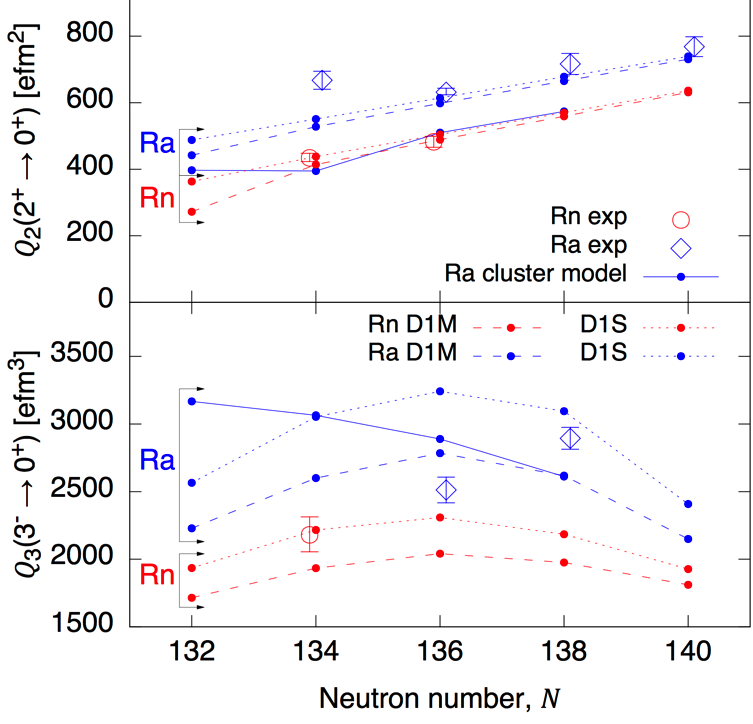 Q₂(2⁺ → 0⁺) [efm²]
800
600
400
200
0
Ra
Rn
Rn exp
Ra exp
Ra cluster model
Q₃(3⁻ → 0⁺) [efm³]
3500
3000
2500
2000
1500
Rn D1M D1S
Ra D1M D1S
Ra
Rn
132 134 136 138 140
Neutron number, N